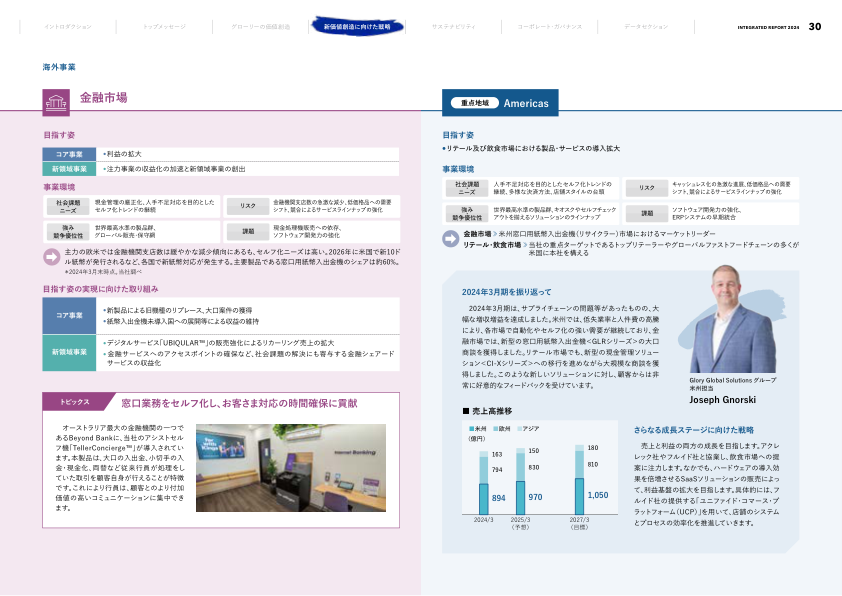 イントロダクション
トップメッセージ
グローリーの価値創造
新価値創造に向けた戦略
サステナビリティ
コーポレート・ガバナンス
データセクション
INTEGRATED REPORT 2024 30
海外事業
金融市場
目指す姿
コア事業 •利益の拡大
新領域事業 •注力事業の収益化の加速と新領域事業の創出
事業環境
社会課題
ニーズ
現金管理の厳正化、人手不足対応を目的とした
セルフ化トレンドの継続
リスク
金融機関支店数の急激な減少、低価格品への需要
シフト、競合によるサービスラインナップの強化
強み
競争優位性
世界最高水準の製品群、
グローバル販売・保守網
課題
現金処理機販売への依存、
ソフトウェア開発力の強化
主力の欧米では金融機関支店数は緩やかな減少傾向にあるも、セルフ化ニーズは高い。2026年に米国で新10ド
ル紙幣が発行されるなど、各国で新紙幣対応が発生する。主要製品である窓口用紙幣入出金機のシェアは約60%。
*2024年3月末時点。当社調べ
目指す姿の実現に向けた取り組み
コア事業
•新製品による旧機種のリプレース、大口案件の獲得
•紙幣入出金機未導入国への展開等による収益の維持
新領域事業
•デジタルサービス「UBIQULAR™」の販売強化によるリカーリング売上の拡大
•金融サービスへのアクセスポイントの確保など、社会課題の解決にも寄与する金融シェアード
サービスの収益化
トピックス 窓口業務をセルフ化し、お客さま対応の時間確保に貢献
オーストラリア最大の金融機関の一つで
あるBeyond Bankに、当社のアシストセル
フ機「TellerConcierge™」が導入されてい
ます。本製品は、大口の入出金、小切手の入
金・現金化、両替など従来行員が処理をし
ていた取引を顧客自身が行えることが特徴
です。これにより行員は、顧客とのより付加
価値の高いコミュニケーションに集中でき
ます。
Internet Banking
重点地域 Americas
目指す姿
•リテール及び飲食市場における製品・サービスの導入拡大
事業環境
社会課題
ニーズ
人手不足対応を目的としたセルフ化トレンドの
継続、多様な決済方法、店舗スタイルの台頭
リスク
キャッシュレス化の急激な進展、低価格品への需要
シフト、競合によるサービスラインナップの強化
強み
競争優位性
世界最高水準の製品群、キオスクやセルフチェック
アウトを揃えるソリューションのラインナップ
課題
ソフトウェア開発力の強化、
ERPシステムの早期統合
金融市場 > 米州窓口用紙幣入出金機(リサイクラー)市場におけるマーケットリーダー
リテール・飲食市場 > 当社の重点ターゲットであるトップリテーラーやグローバルファストフードチェーンの多くが
米国に本社を構える
2024年3月期を振り返って
2024年3月期は、サプライチェーンの問題等があったものの、大
幅な増収増益を達成しました。米州では、低失業率と人件費の高騰
により、各市場で自動化やセルフ化の強い需要が継続しており、金
融市場では、新型の窓口用紙幣入出金機<GLRシリーズ>の大口
商談を獲得しました。リテール市場でも、新型の現金管理ソリュー
ション<CI-Xシリーズ>への移行を進めながら大規模な商談を獲
得しました。このような新しいソリューションに対し、顧客からは非
常に好意的なフィードバックを受けています。
Glory Global Solutions グループ
米州担当
Joseph Gnorski
■ 売上高推移
■米州 ■欧州 ■アジア
(億円)
163
794
894
150
830
970
180
810
1,050
2024/3 2025/3 2027/3
〈予想〉 〈目標〉
さらなる成長ステージに向けた戦略
売上と利益の両方の成長を目指します。アクレ
レック社やフルイド社と協業し、飲食市場への提
案に注力します。なかでも、ハードウェアの導入効
果を倍増させるSaaSソリューションの販売によっ
て、利益基盤の拡大を目指します。具体的には、フ
ルイド社の提供する「ユニファイド・コマース・プ
ラットフォーム(UCP)」を用いて、店舗のシステム
とプロセスの効率化を推進していきます。